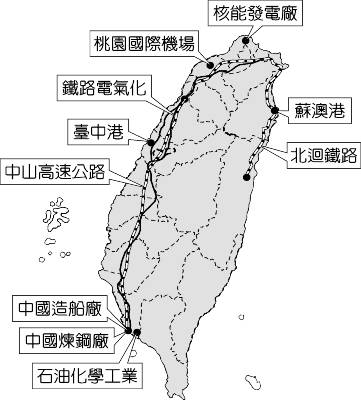 核能發電廠
桃園國際機場
鐵路電氣化
蘇澳港
臺中港
北迴鐵路
中山高速公路
中國造船廠
中國煉鋼廠
石油化學工業